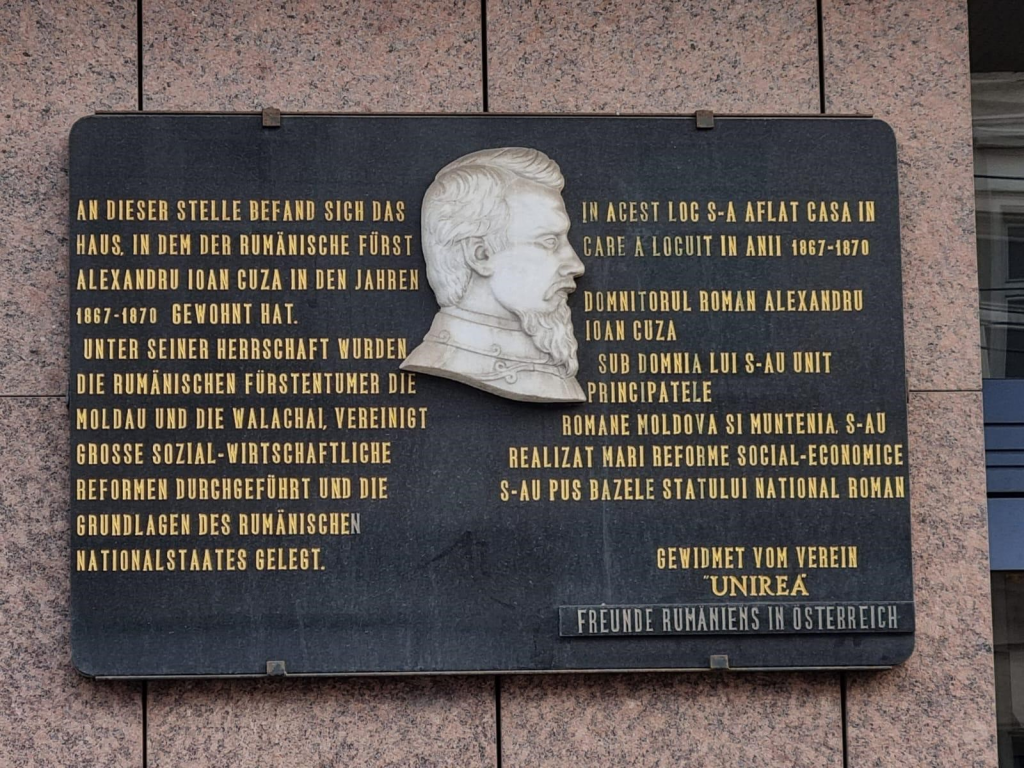 AN DIESER STELLE BEFAND SICH DAS
HAUS, IN DEM DER RUMÄNISCHE FÜRST
ALEXANDRU IOAN CUZA IN DEN JAHREN
1867-1870 GEWOHNT HAT.
UNTER SEINER HERRSCHAFT WURDEN
DIE RUMÄNISCHEN FÜRSTENTUMER DIE
MOLDAU UND DIE WALACHAI, VEREINIGT
GROSSE SOZIAL-WIRTSCHAFTLICHE
REFORMEN DURCHGEFÜHRT UND DIE
GRUNDLAGEN DES RUMÄNISCHEN
NATIONALSTAATES GELEGT.
IN ACEST LOC S-A AFLAT CASA IN
CARE A LOCUIT IN ANII 1867-1870
DOMNITORUL ROMAN ALEXANDRU
IOAN CUZA
SUB DOMNIA LUI S-AU UNIT
PRINCIPATELE
ROMANE MOLDOVA SI MUNTENIA. S-AU
REALIZAT MARI REFORME SOCIAL-ECONOMICE
S-AU PUS BAZELE STATULUI NATIONAL ROMAN
GEWIDMET VOM VEREIN
"UNIREA"
FREUNDE RUMÄNIENS IN ÖSTERREICH